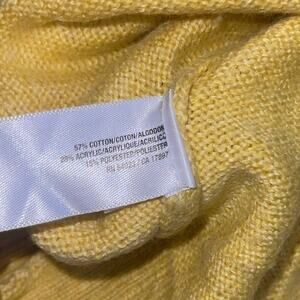 57% COTTON/COTON/ALGODON
28% ACRYLIC/ACRYLIQUE/ACRILICO
15% POLYESTER/POLIESTER
RN 54023 / CA 17897